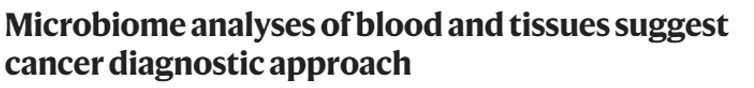 Microbiome analyses of blood and tissues suggest
cancer diagnostic approach